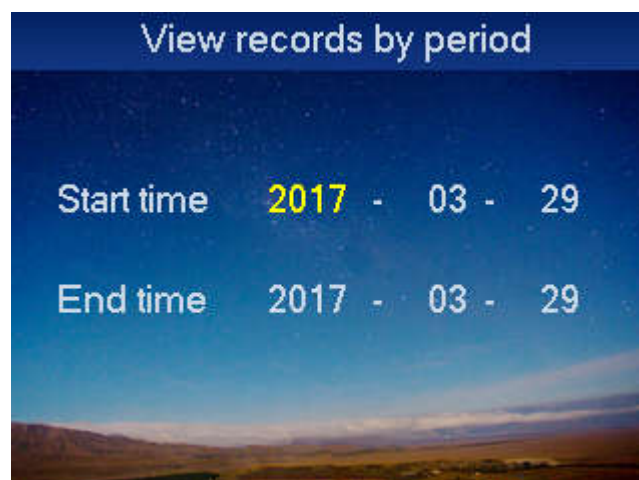 View records by period
Start time 2017 - 03 - 29
End time 2017 - 03 - 29